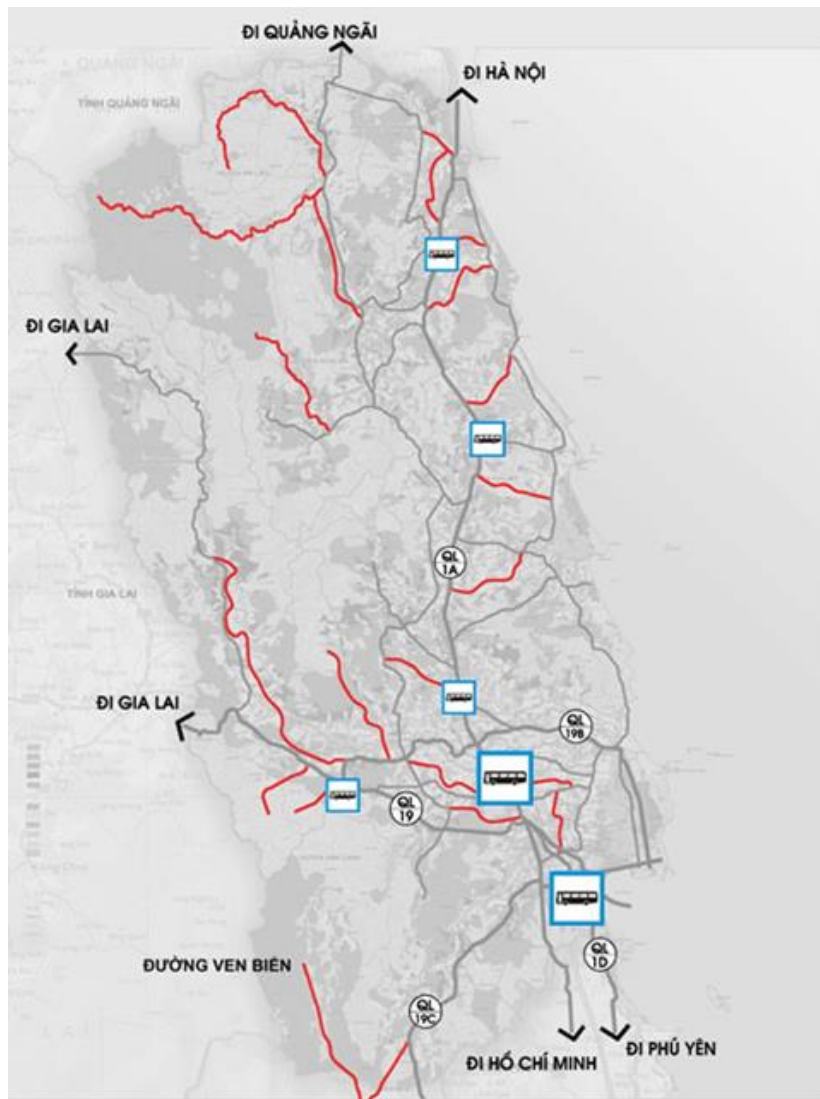 ĐI QUẢNG NGÃI
QUẢNG NGÃI
ĐI HÀ NỘI
TỈNH QUẢNG NGÃI
ĐI GIA LAI
QL
1A
TỈNH GIA LAI
ĐI GIA LAI
QL
19B
QL
19
ĐƯỜNG VEN BIỂN
QL
1D
QL
19C
ĐI HỒ CHÍ MINH
ĐI PHÚ YÊN